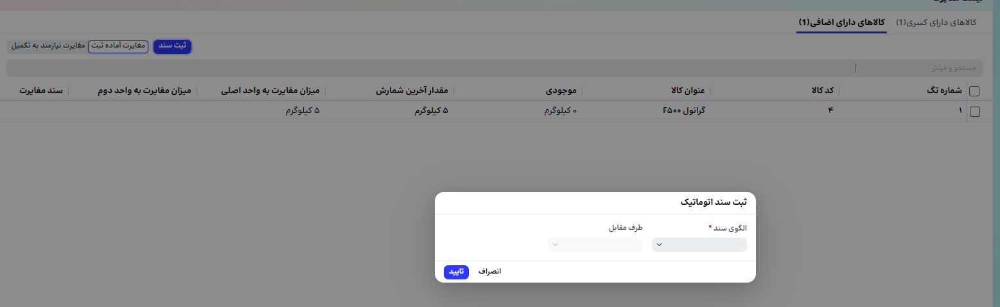 کالاهای دارای کسری(1) کالاهای دارای اضافی(1)
ثبت سند مغایرت آماده ثبت مغایرت نیازمند به تکمیل
جستجو و فیلتر
شماره تگ کد کالا عنوان کالا موجودی مقدار آخرین شمارش میزان مغایرت به واحد اصلی میزان مغایرت به واحد دوم سند مغایرت
۱ ۴ گرانول F۵۰۰ ۰ کیلوگرم ۵ کیلوگرم ۵ کیلوگرم
ثبت سند اتوماتیک
الگوی سند * طرف مقابل
انصراف تایید